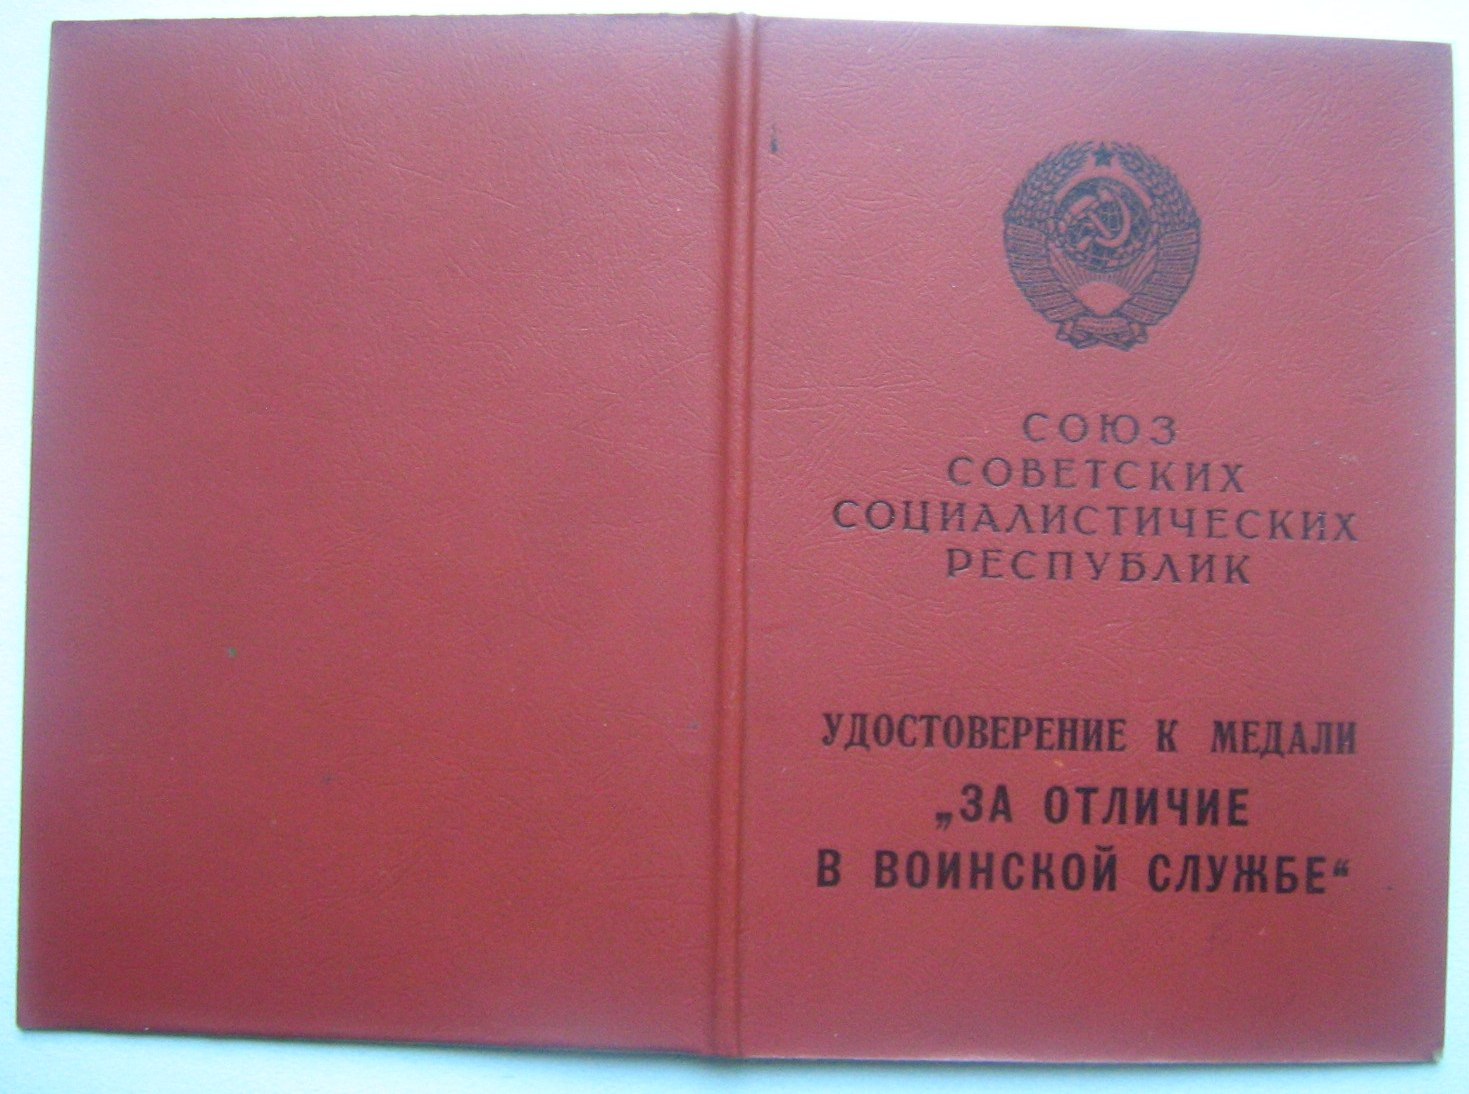 СОЮЗ
СОВЕТСКИХ
СОЦИАЛИСТИЧЕСКИХ
РЕСПУБЛИК
УДОСТОВЕРЕНИЕ К МЕДАЛИ
„ЗА ОТЛИЧИЕ
В ВОИНСКОЙ СЛУЖБЕ“